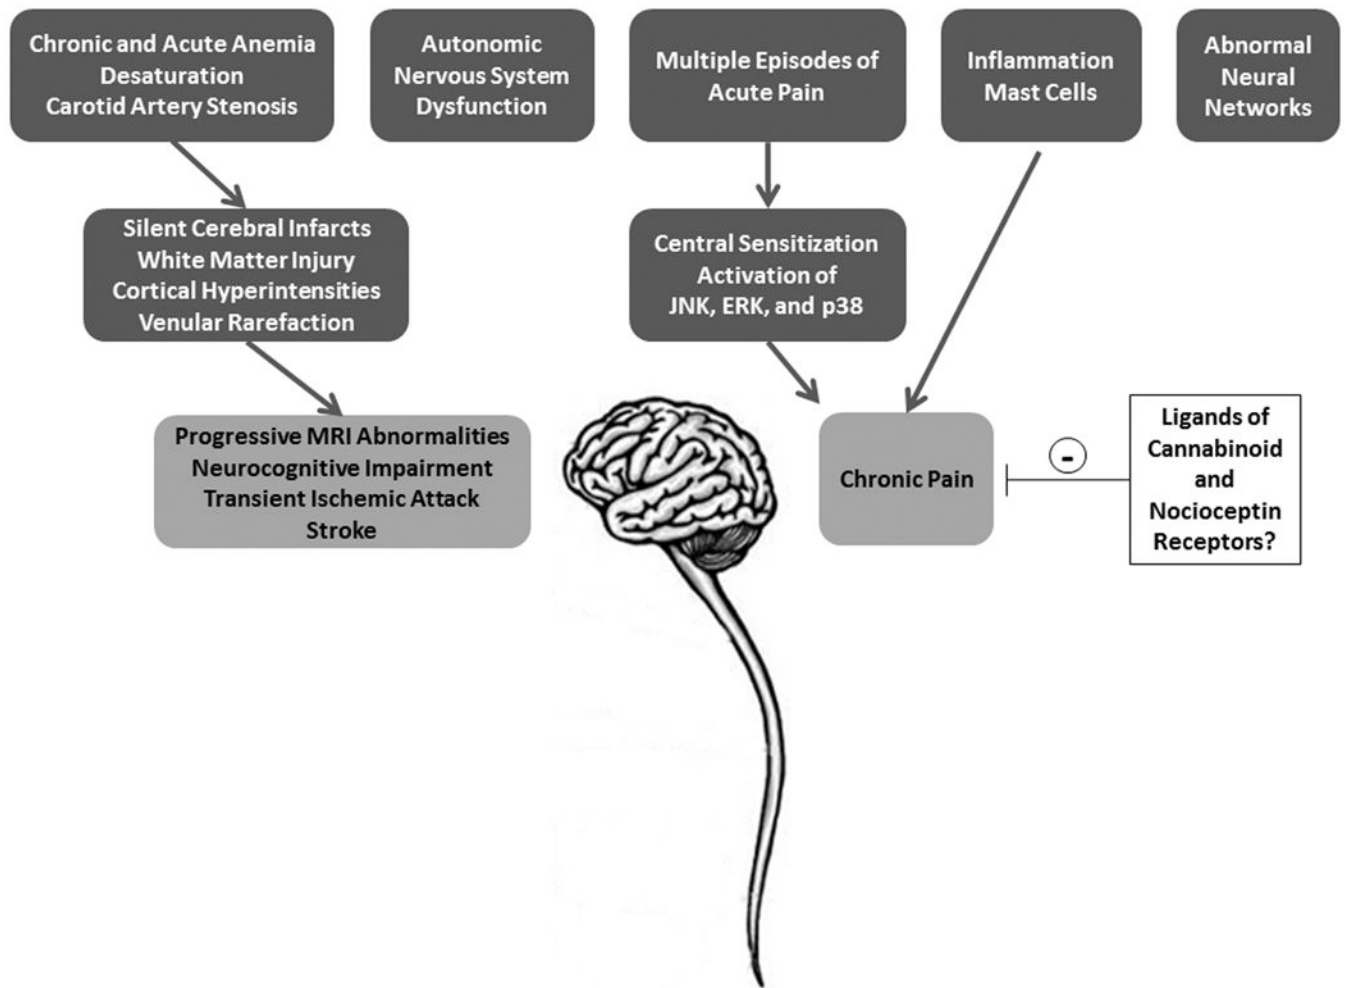 Chronic and Acute Anemia
Desaturation
Carotid Artery Stenosis
Autonomic
Nervous System
Dysfunction
Multiple Episodes of
Acute Pain
Inflammation
Mast Cells
Abnormal
Neural
Networks
Silent Cerebral Infarcts
White Matter Injury
Cortical Hyperintensities
Venular Rarefaction
Central Sensitization
Activation of
JNK, ERK, and p38
Progressive MRI Abnormalities
Neurocognitive Impairment
Transient Ischemic Attack
Stroke
Chronic Pain
-
Ligands of
Cannabinoid
and
Nocioceptin
Receptors?